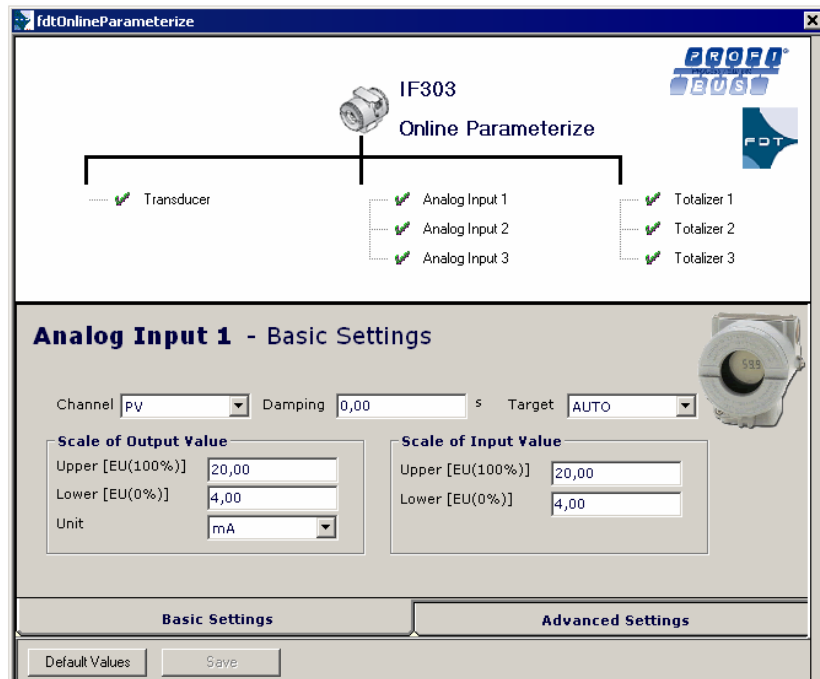 fdtOnlineParameterize
PROFI
BUS
IF303
Online Parameterize
FDT
Transducer
Analog Input 1
Totalizer 1
Analog Input 2
Totalizer 2
Analog Input 3
Totalizer 3
Analog Input 1 - Basic Settings
59.9
Channel PV Damping 0,00 s Target AUTO
Scale of Output Value
Upper [EU(100%)] 20,00
Lower [EU(0%)] 4,00
Unit mA
Scale of Input Value
Upper [EU(100%)] 20,00
Lower [EU(0%)] 4,00
Basic Settings
Advanced Settings
Default Values
Save